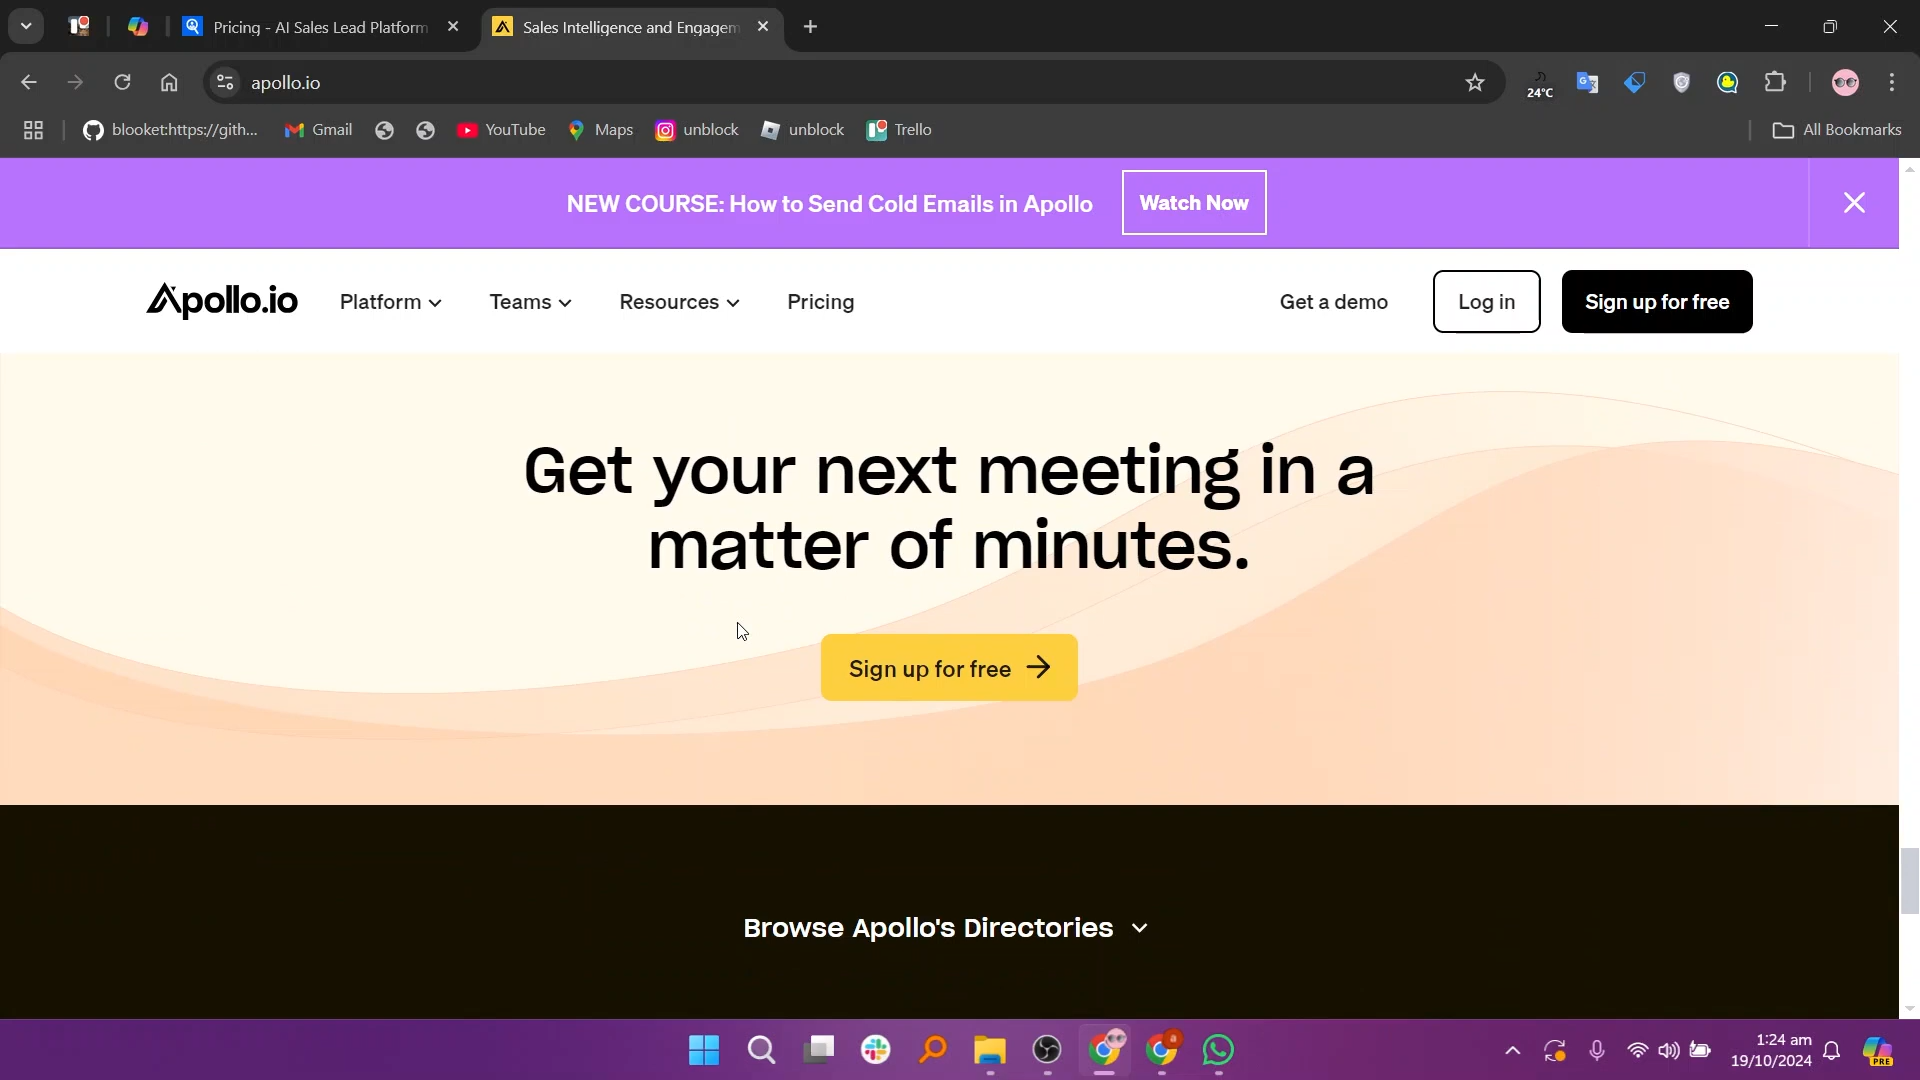 Pricing - AI Sales Lead Platform
Sales Intelligence and Engagem
apollo.io
24°C
blooket:https://gith...
Gmail
YouTube
Maps
unblock
unblock
Trello
All Bookmarks
NEW COURSE: How to Send Cold Emails in Apollo
Watch Now
Apollo.io
Platform
Teams
Resources
Pricing
Get a demo
Log in
Sign up for free
Get your next meeting in a
matter of minutes.
Sign up for free
Browse Apollo's Directories
1:24 am
19/10/2024
PRE